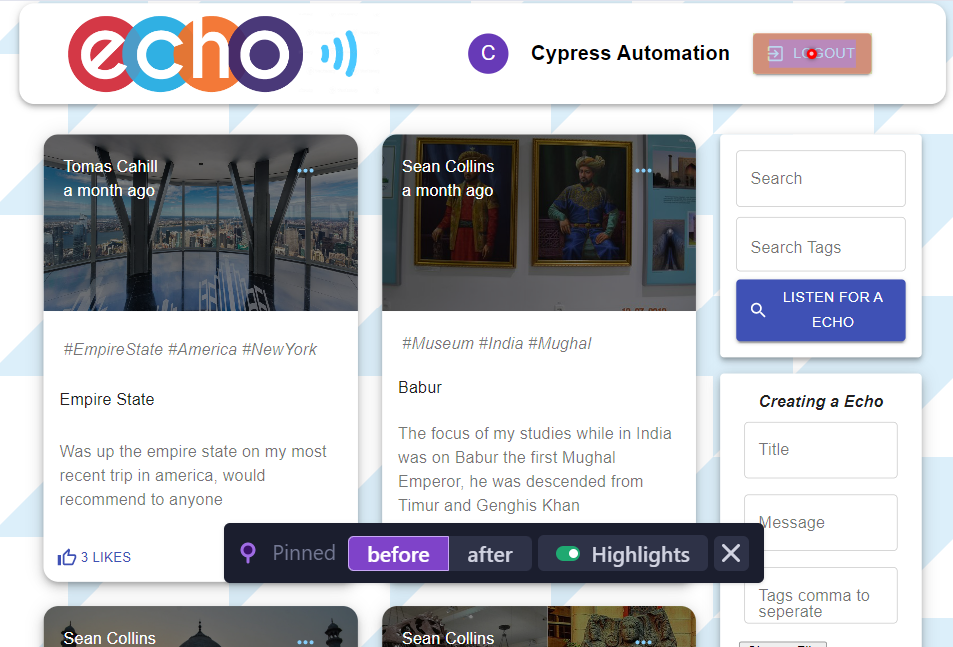 echo
C
Cypress Automation
LOGOUT
Tomas Cahill
a month ago
#EmpireState #America #NewYork
Empire State
Was up the empire state on my most
recent trip in america, would
recommend to anyone
3 LIKES
Sean Collins
a month ago
#Museum #India #Mughal
Babur
The focus of my studies while in India
was on Babur the first Mughal
Emperor, he was descended from
Timur and Genghis Khan
Search
Search Tags
LISTEN FOR A
ECHO
Creating a Echo
Title
Message
Tags comma to
seperate
Pinned
before
after
Highlights
Sean Collins
Sean Collins